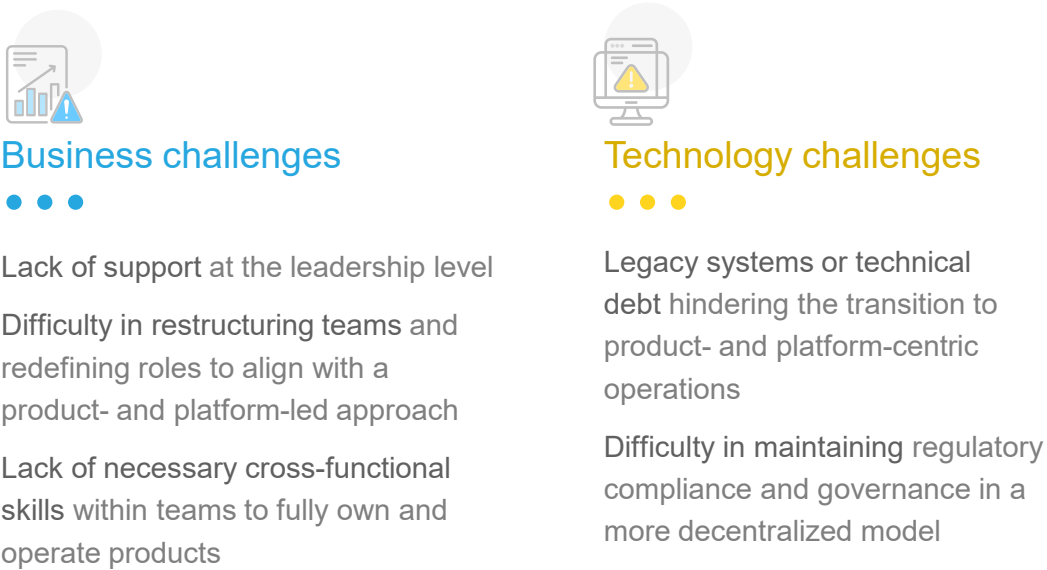 Business challenges
Lack of support at the leadership level
Difficulty in restructuring teams and
redefining roles to align with a
product- and platform-led approach
Lack of necessary cross-functional
skills within teams to fully own and
operate products
Technology challenges
Legacy systems or technical
debt hindering the transition to
product- and platform-centric
operations
Difficulty in maintaining regulatory
compliance and governance in a
more decentralized model